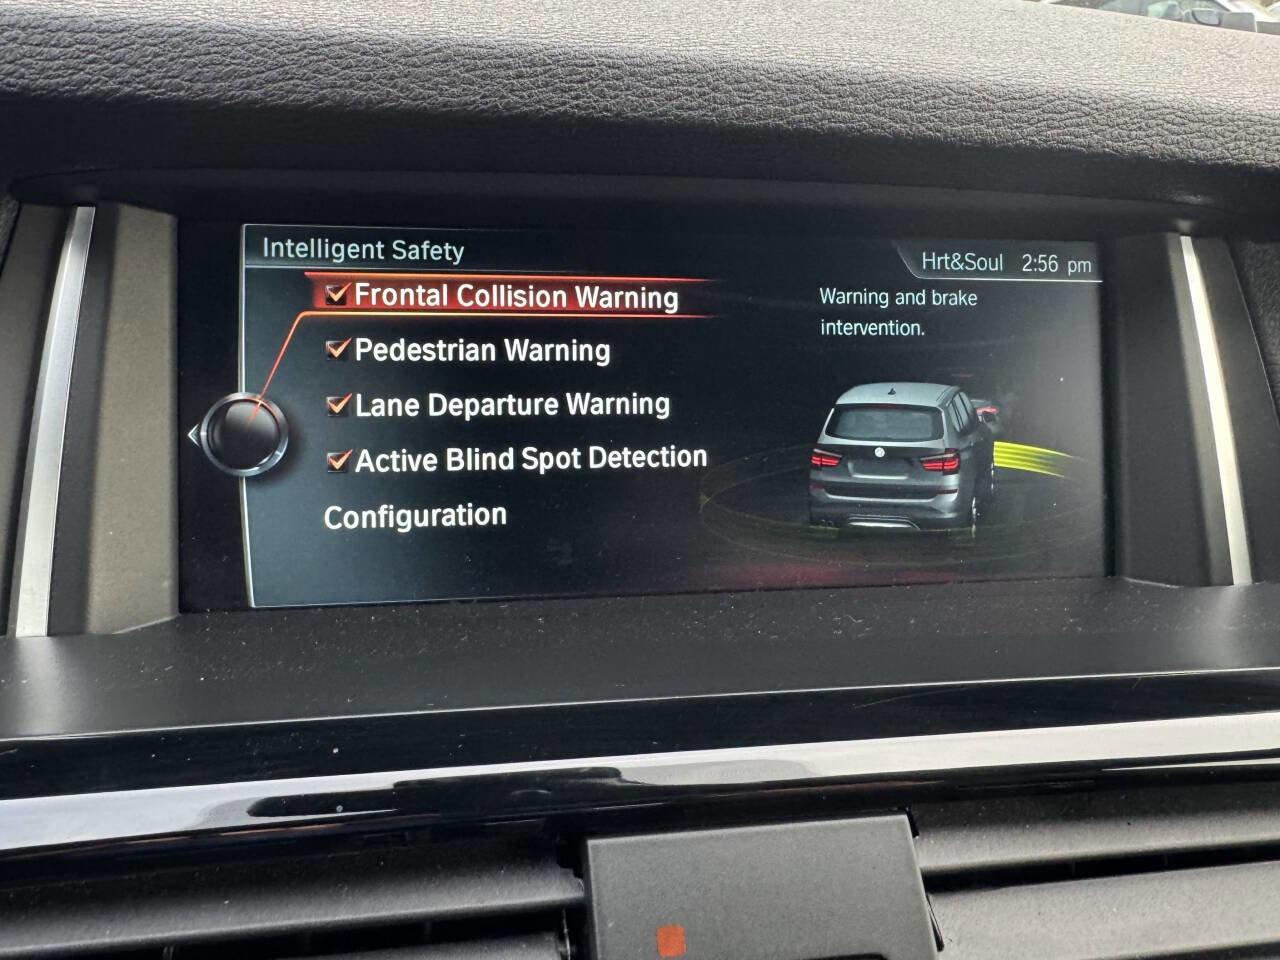 Intelligent Safety
Hrt&Soul 2:56 pm
Frontal Collision Warning
Pedestrian Warning
Lane Departure Warning
Active Blind Spot Detection
Configuration
Warning and brake
intervention.